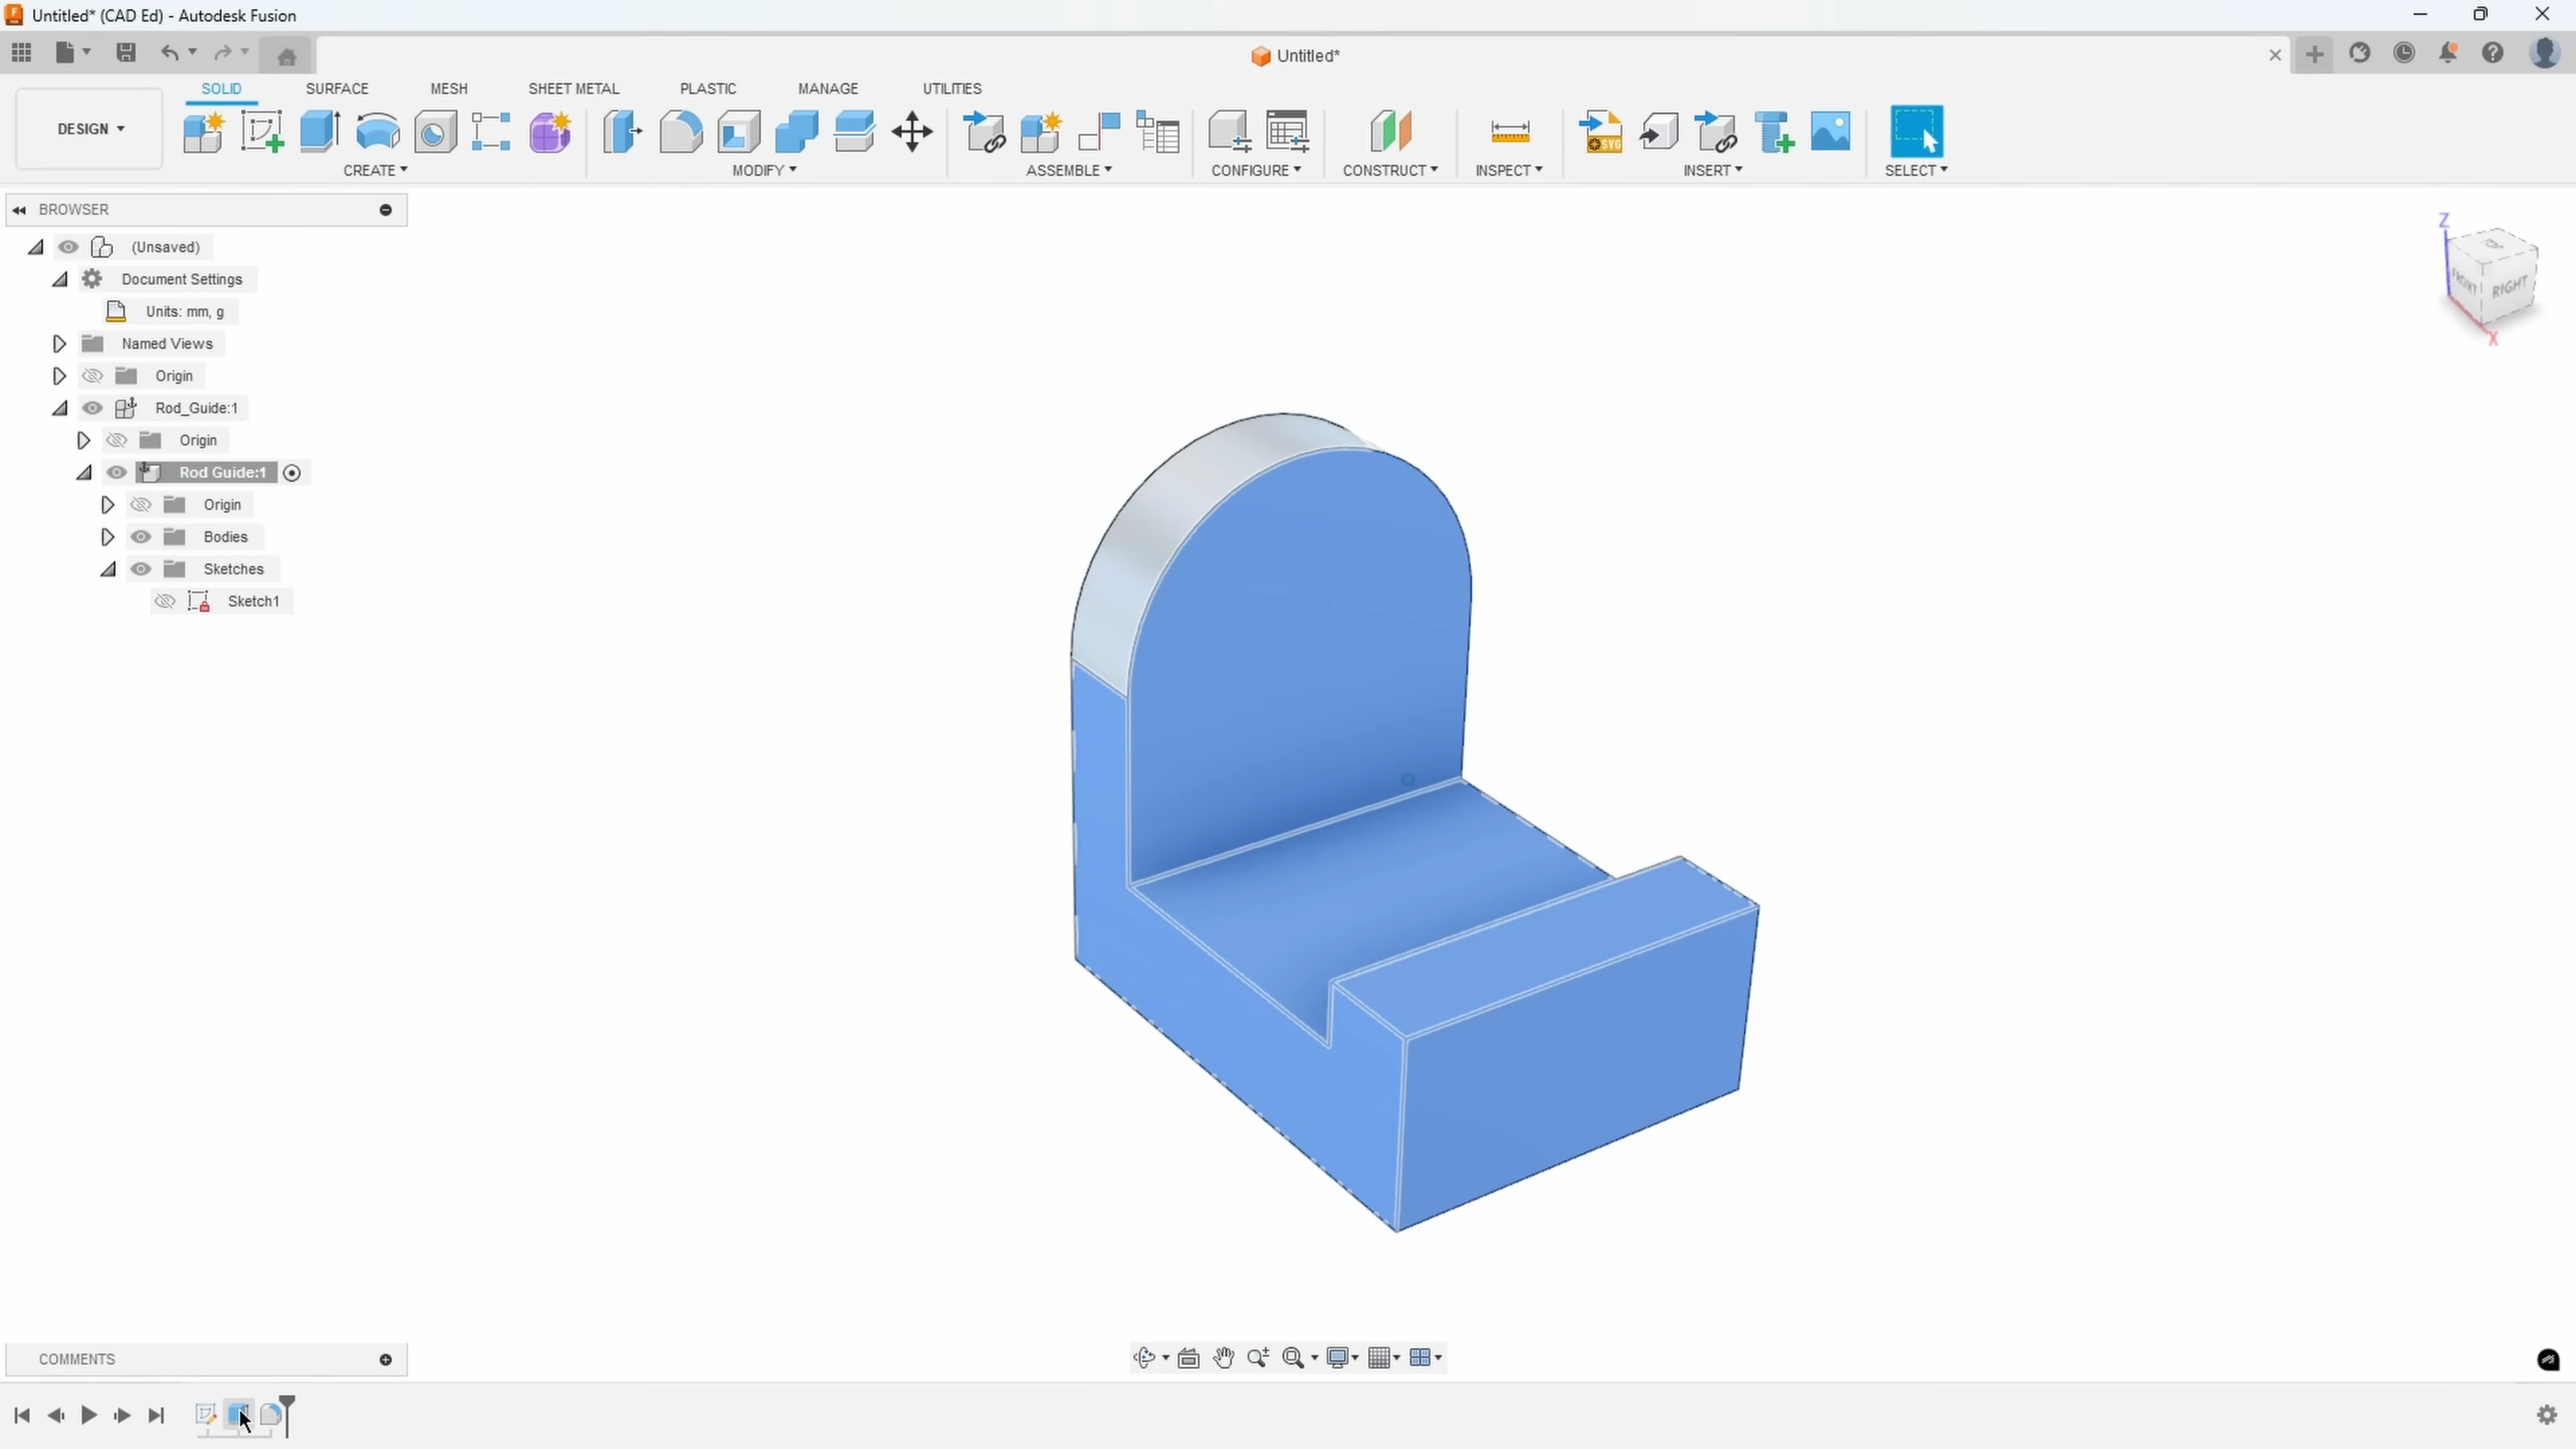 Untitled* (CAD Ed) - Autodesk Fusion
Untitled*
SOLID SURFACE MESH SHEET METAL PLASTIC MANAGE UTILITIES
DESIGN
SVG
CREATE MODIFY ASSEMBLE CONFIGURE CONSTRUCT INSPECT INSERT SELECT
BROWSER
(Unsaved)
Document Settings
Units: mm, g
Named Views
Origin
Rod_Guide:1
Origin
Rod Guide:1
Origin
Bodies
Sketches
Sketch1
Z
FRONT RIGHT
X
COMMENTS